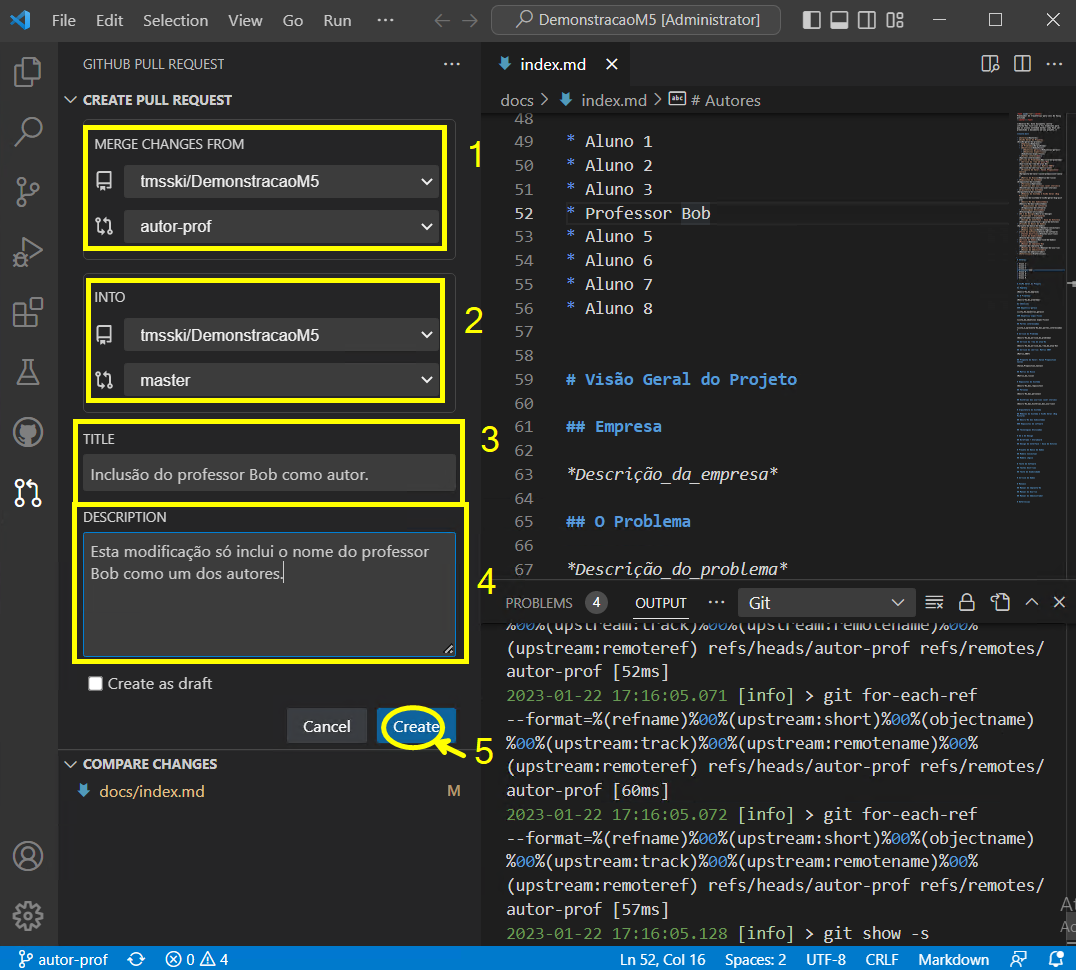 File Edit Selection View Go Run ··· DemonstracaoM5 [Administrator]
GITHUB PULL REQUEST ···
CREATE PULL REQUEST
MERGE CHANGES FROM
1
tmsski/DemonstracaoM5
autor-prof
INTO
2
tmsski/DemonstracaoM5
master
TITLE
3
Inclusão do professor Bob como autor.
DESCRIPTION
4
Esta modificação só inclui o nome do professor
Bob como um dos autores.
Create as draft
Cancel Create
5
COMPARE CHANGES
docs/index.md M
index.md
docs > index.md > abc # Autores
48
49 * Aluno 1
50 * Aluno 2
51 * Aluno 3
52 * Professor Bob
53 * Aluno 5
54 * Aluno 6
55 * Aluno 7
56 * Aluno 8
57
58
59 # Visão Geral do Projeto
60
61 ## Empresa
62
63 *Descrição_da_empresa*
64
65 ## O Problema
66
67 *Descrição_do_problema*
PROBLEMS 4 OUTPUT ··· Git
%00%(upstream:track)%00%(upstream:remotename)%00%
(upstream:remoteref) refs/heads/autor-prof refs/remotes/
autor-prof [52ms]
2023-01-22 17:16:05.071 [info] > git for-each-ref
--format=%(refname)%00%(upstream:short)%00%(objectname)
%00%(upstream:track)%00%(upstream:remotename)%00%
(upstream:remoteref) refs/heads/autor-prof refs/remotes/
autor-prof [60ms]
2023-01-22 17:16:05.072 [info] > git for-each-ref
--format=%(refname)%00%(upstream:short)%00%(objectname)
%00%(upstream:track)%00%(upstream:remotename)%00%
(upstream:remoteref) refs/heads/autor-prof refs/remotes/
autor-prof [57ms]
2023-01-22 17:16:05.128 [info] > git show -s
autor-prof 0 4 Ln 52, Col 16 Spaces: 2 UTF-8 CRLF Markdown